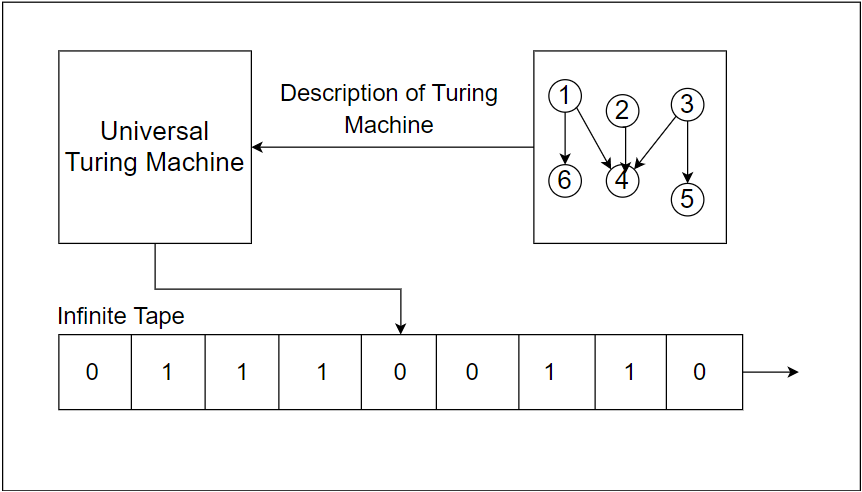 Universal
Turing Machine
Description of Turing
Machine
1
2
3
6
4
5
Infinite Tape
0 1 1 1 0 0 1 1 0